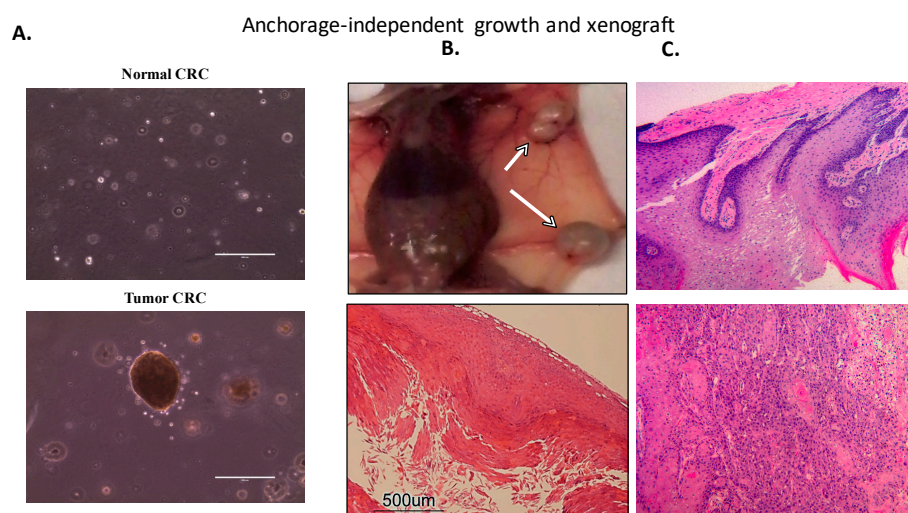 Anchorage-independent growth and xenograft
A.
B.
C.
Normal CRC
Tumor CRC
500um